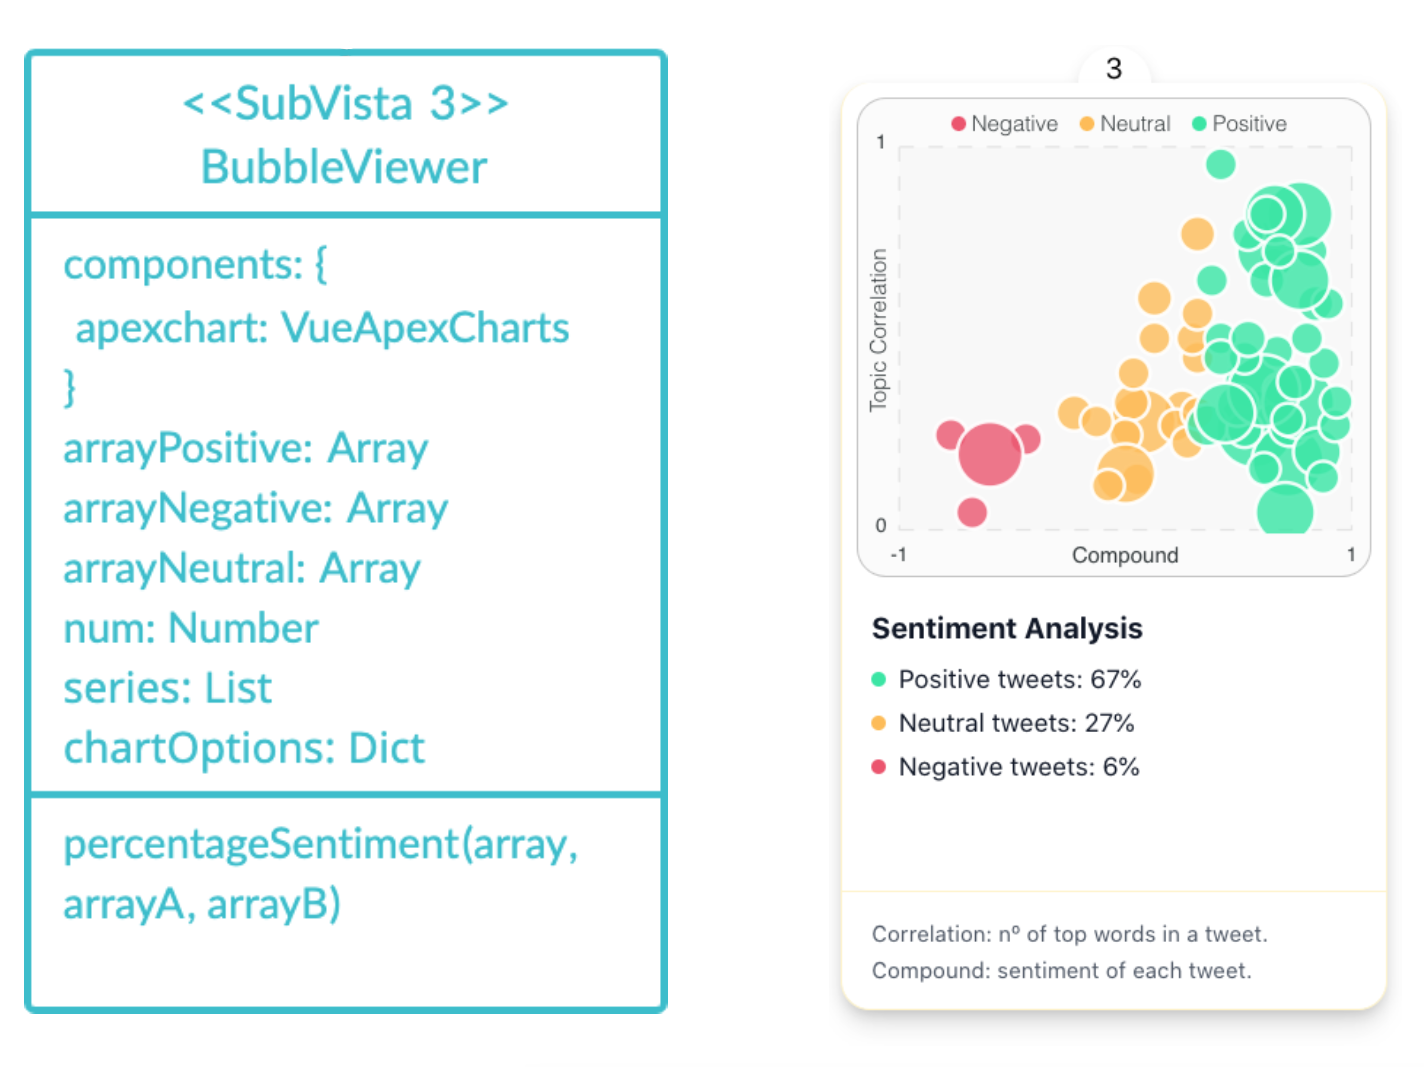 <<SubVista 3>>
BubbleViewer
components: {
apexchart: VueApexCharts
}
arrayPositive: Array
arrayNegative: Array
arrayNeutral: Array
num: Number
series: List
chartOptions: Dict
percentageSentiment(array,
arrayA, arrayB)
3
Negative Neutral Positive
1
Topic Correlation
0
-1 Compound 1
Sentiment Analysis
Positive tweets: 67%
Neutral tweets: 27%
Negative tweets: 6%
Correlation: nº of top words in a tweet.
Compound: sentiment of each tweet.